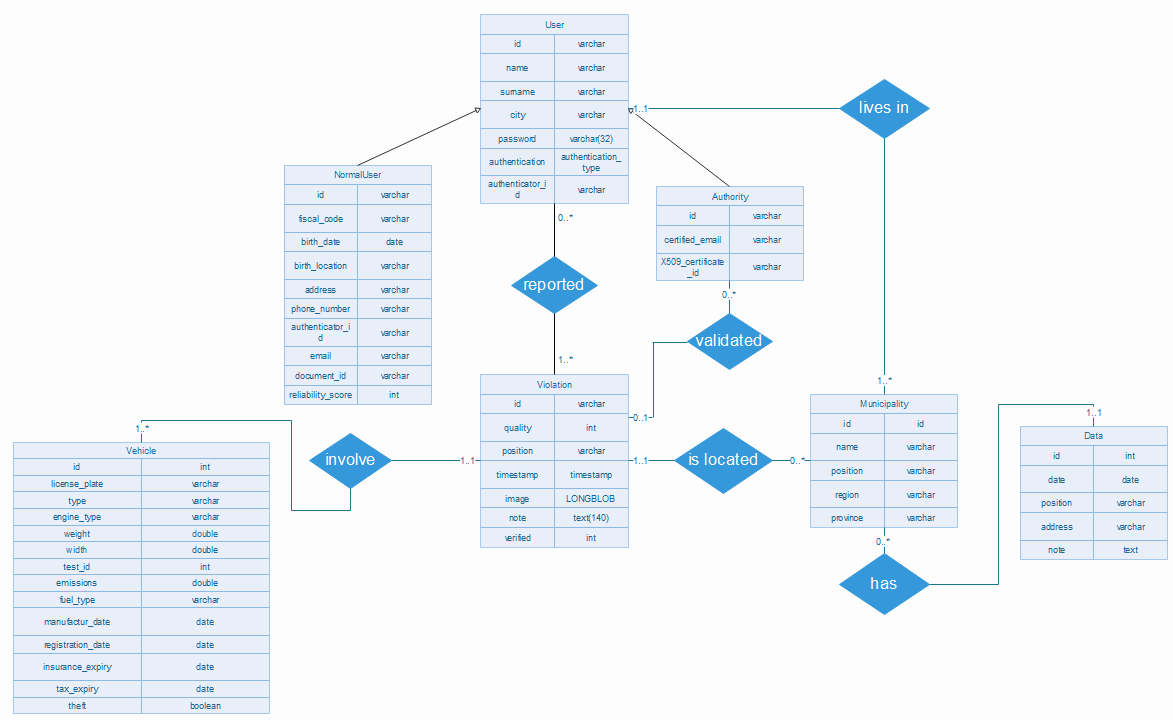 User
id varchar
name varchar
surname varchar
city varchar
password varchar(32)
authentication authentication_
type
authenticator_i
d varchar
1..1
lives in
NormalUser
id varchar
fiscal_code varchar
birth_date date
birth_location varchar
address varchar
phone_number varchar
authenticator_i
d varchar
email varchar
document_id varchar
reliability_score int
Authority
id varchar
certified_email varchar
X509_certificate
_id varchar
0..*
reported
1..*
0..*
validated
0..1
Violation
id varchar
quality int
position varchar
timestamp timestamp
image LONGBLOB
note text(140)
verified int
1..*
Municipality
id id
name varchar
position varchar
region varchar
province varchar
1..1
Data
id int
date date
position varchar
address varchar
note text
1..*
involve
1..1
1..1
is located
0..*
Vehicle
id int
license_plate varchar
type varchar
engine_type varchar
weight double
width double
test_id int
emissions double
fuel_type varchar
manufactur_date date
registration_date date
insurance_expiry date
tax_expiry date
theft boolean
0..*
has